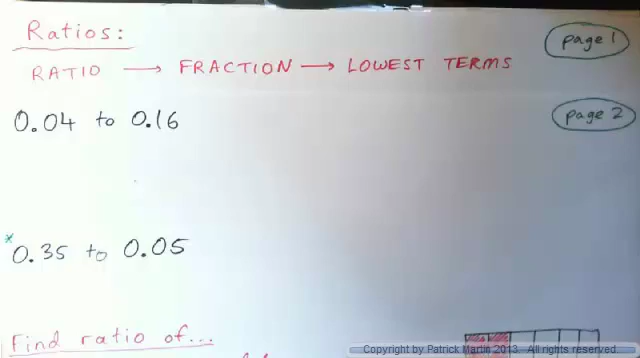 Ratios:
page 1
RATIO → FRACTION → LOWEST TERMS
0.04 to 0.16
page 2
* 0.35 to 0.05
Find ratio of...
Copyright by Patrick Martin 2013. All rights reserved.